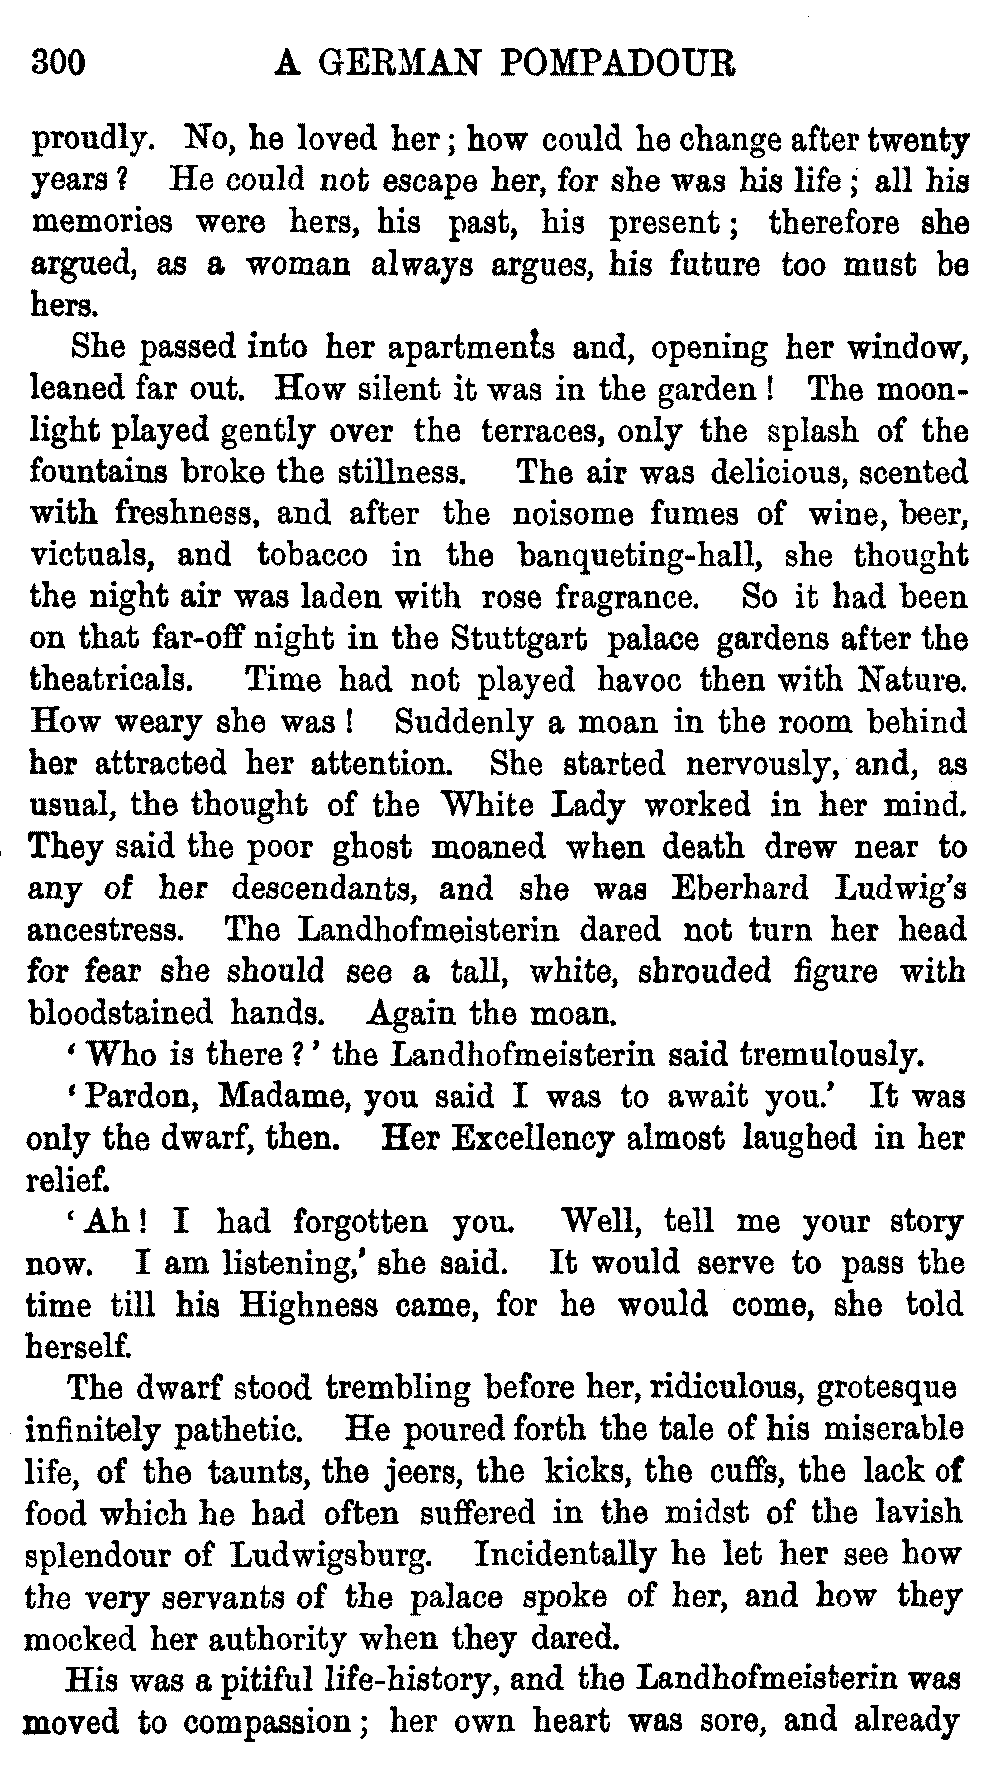 300 A GERMAN POMPADOUR
proudly. No, he loved her; how could he change after twenty
years? He could not escape her, for she was his life; all his
memories were hers, his past, his present; therefore she
argued, as a woman always argues, his future too must be
hers.
She passed into her apartments and, opening her window,
leaned far out. How silent it was in the garden! The moon-
light played gently over the terraces, only the splash of the
fountains broke the stillness. The air was delicious, scented
with freshness, and after the noisome fumes of wine, beer,
victuals, and tobacco in the banqueting-hall, she thought
the night air was laden with rose fragrance. So it had been
on that far-off night in the Stuttgart palace gardens after the
theatricals. Time had not played havoc then with Nature.
How weary she was! Suddenly a moan in the room behind
her attracted her attention. She started nervously, and, as
usual, the thought of the White Lady worked in her mind.
They said the poor ghost moaned when death drew near to
any of her descendants, and she was Eberhard Ludwig's
ancestress. The Landhofmeisterin dared not turn her head
for fear she should see a tall, white, shrouded figure with
bloodstained hands. Again the moan.
'Who is there?' the Landhofmeisterin said tremulously.
'Pardon, Madame, you said I was to await you.' It was
only the dwarf, then. Her Excellency almost laughed in her
relief.
'Ah! I had forgotten you. Well, tell me your story
now. I am listening,' she said. It would serve to pass the
time till his Highness came, for he would come, she told
herself.
The dwarf stood trembling before her, ridiculous, grotesque
infinitely pathetic. He poured forth the tale of his miserable
life, of the taunts, the jeers, the kicks, the cuffs, the lack of
food which he had often suffered in the midst of the lavish
splendour of Ludwigsburg. Incidentally he let her see how
the very servants of the palace spoke of her, and how they
mocked her authority when they dared.
His was a pitiful life-history, and the Landhofmeisterin was
moved to compassion; her own heart was sore, and already